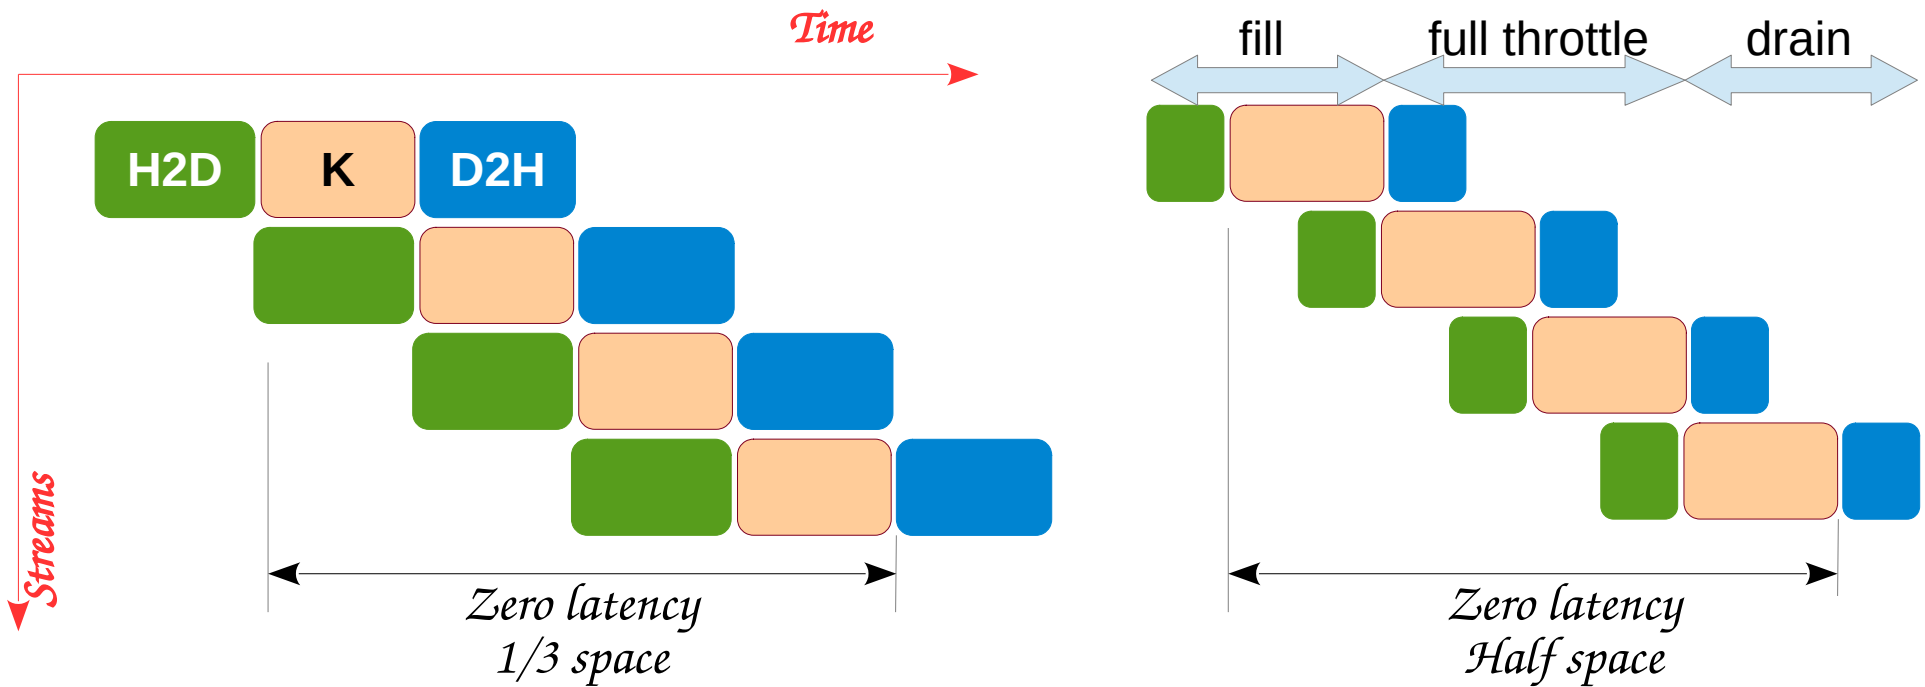 Time
fill
full throttle
drain
H2D
K
D2H
Streams
Zero latency
1/3 space
Zero latency
Half space